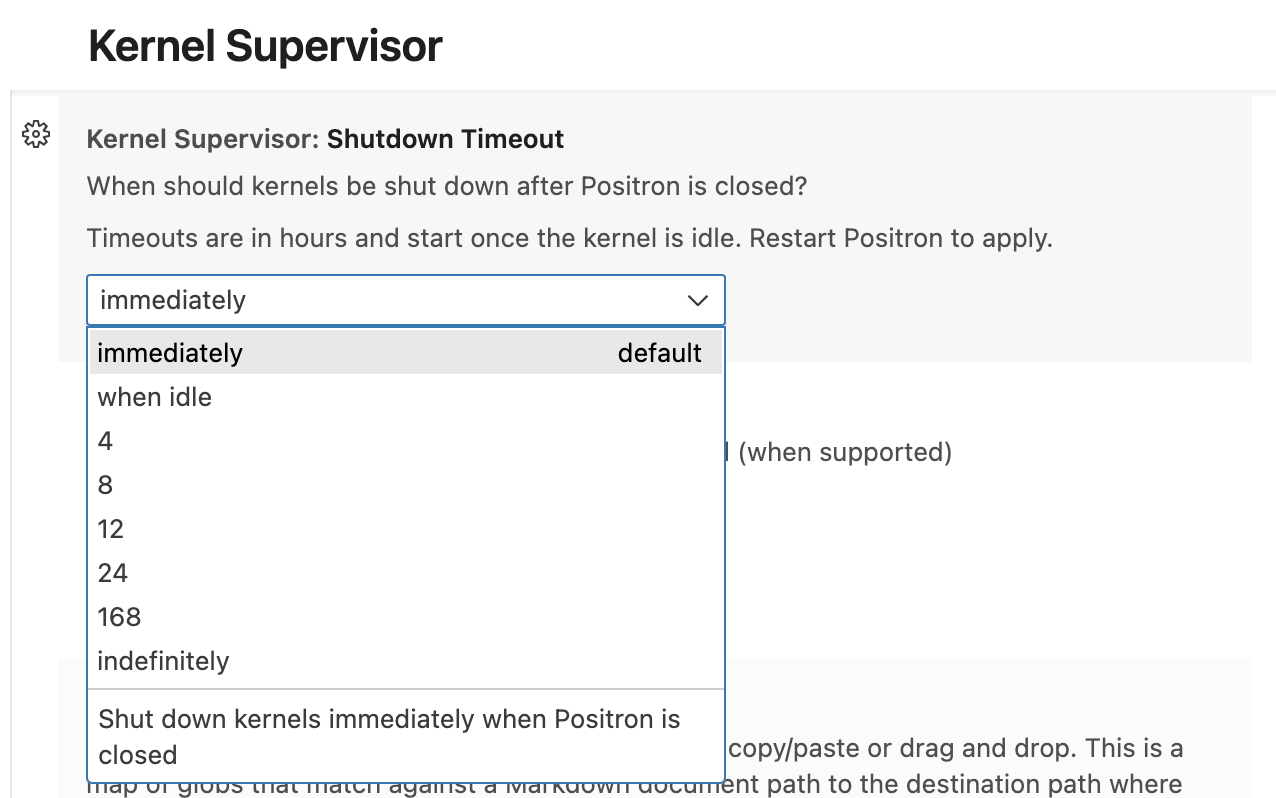 Kernel Supervisor
Kernel Supervisor: Shutdown Timeout
When should kernels be shut down after Positron is closed?
Timeouts are in hours and start once the kernel is idle. Restart Positron to apply.
immediately
immediately default
when idle
4
(when supported)
8
12
24
168
indefinitely
Shut down kernels immediately when Positron is
closed
copy/paste or drag and drop. This is a
map of globs that match against a Markdown document path to the destination path where